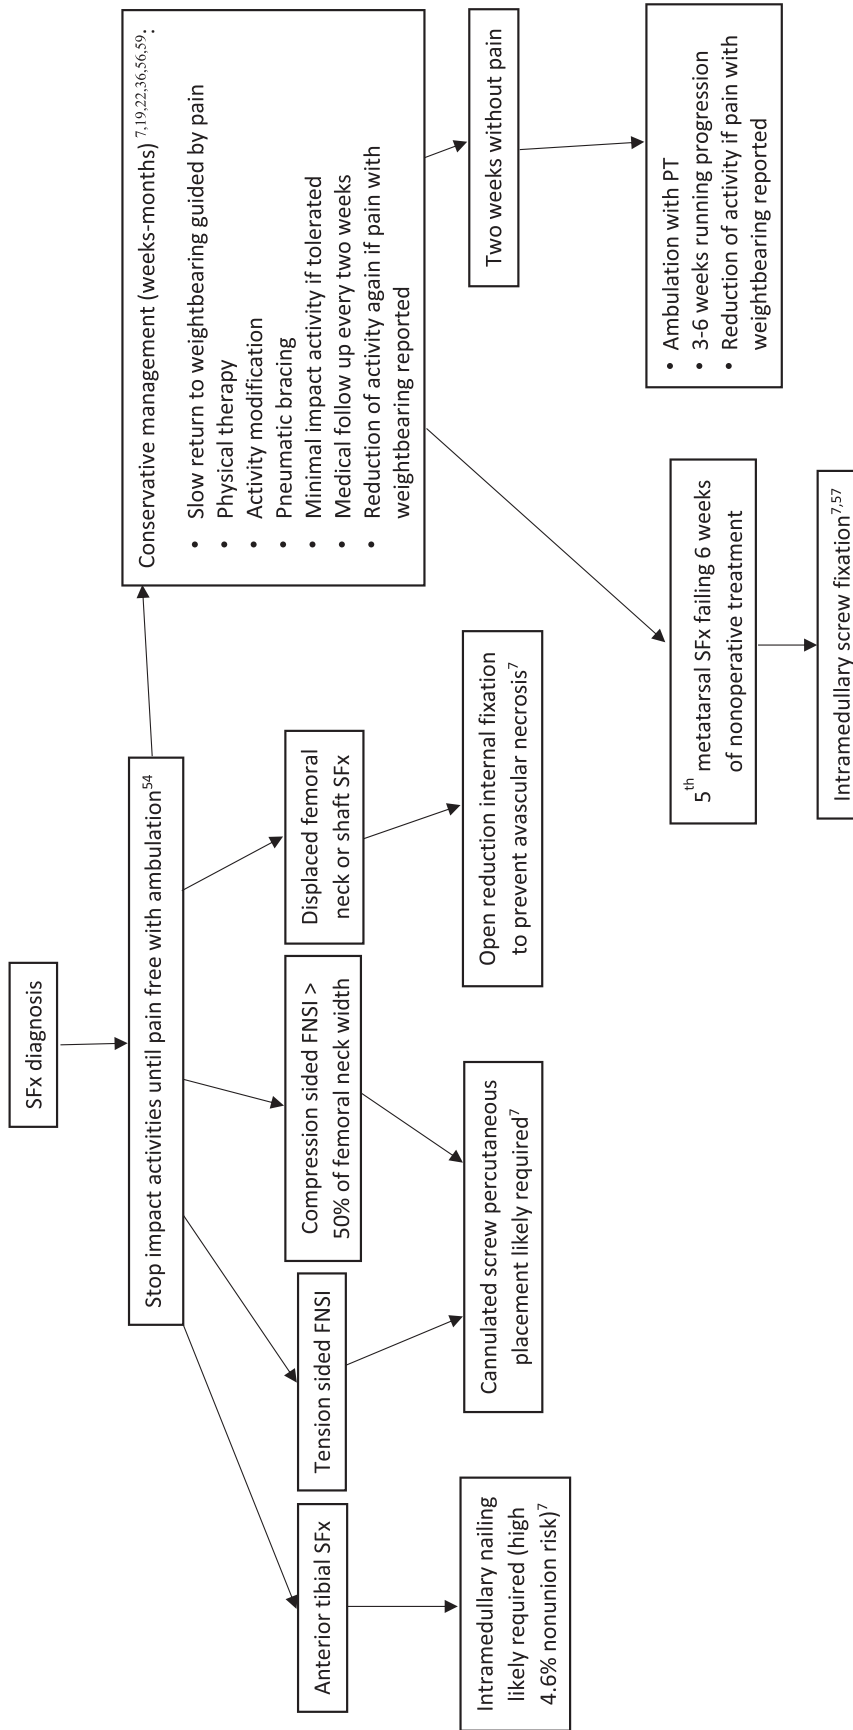 SFx diagnosis
Stop impact activities until pain free with ambulation54
Anterior tibial SFx
Tension sided FNSI
Compression sided FNSI >
50% of femoral neck width
Displaced femoral
neck or shaft SFx
Intramedullary nailing
likely required (high
4.6% nonunion risk)7
Cannulated screw percutaneous
placement likely required7
Open reduction internal fixation
to prevent avascular necrosis7
Conservative management (weeks-months) 7,19,22,36,56,59:
• Slow return to weightbearing guided by pain
• Physical therapy
• Activity modification
• Pneumatic bracing
• Minimal impact activity if tolerated
• Medical follow up every two weeks
• Reduction of activity again if pain with
weightbearing reported
5th metatarsal SFx failing 6 weeks
of nonoperative treatment
Intramedullary screw fixation7,57
Two weeks without pain
• Ambulation with PT
• 3-6 weeks running progression
• Reduction of activity if pain with
weightbearing reported